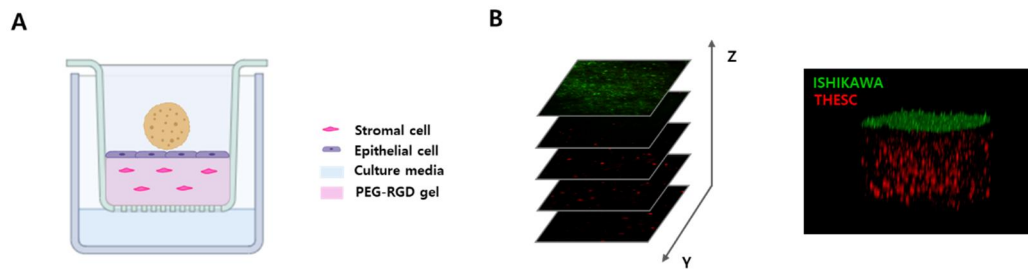 A
Stromal cell
Epithelial cell
Culture media
PEG-RGD gel
B
Z
Y
ISHIKAWA
THESC